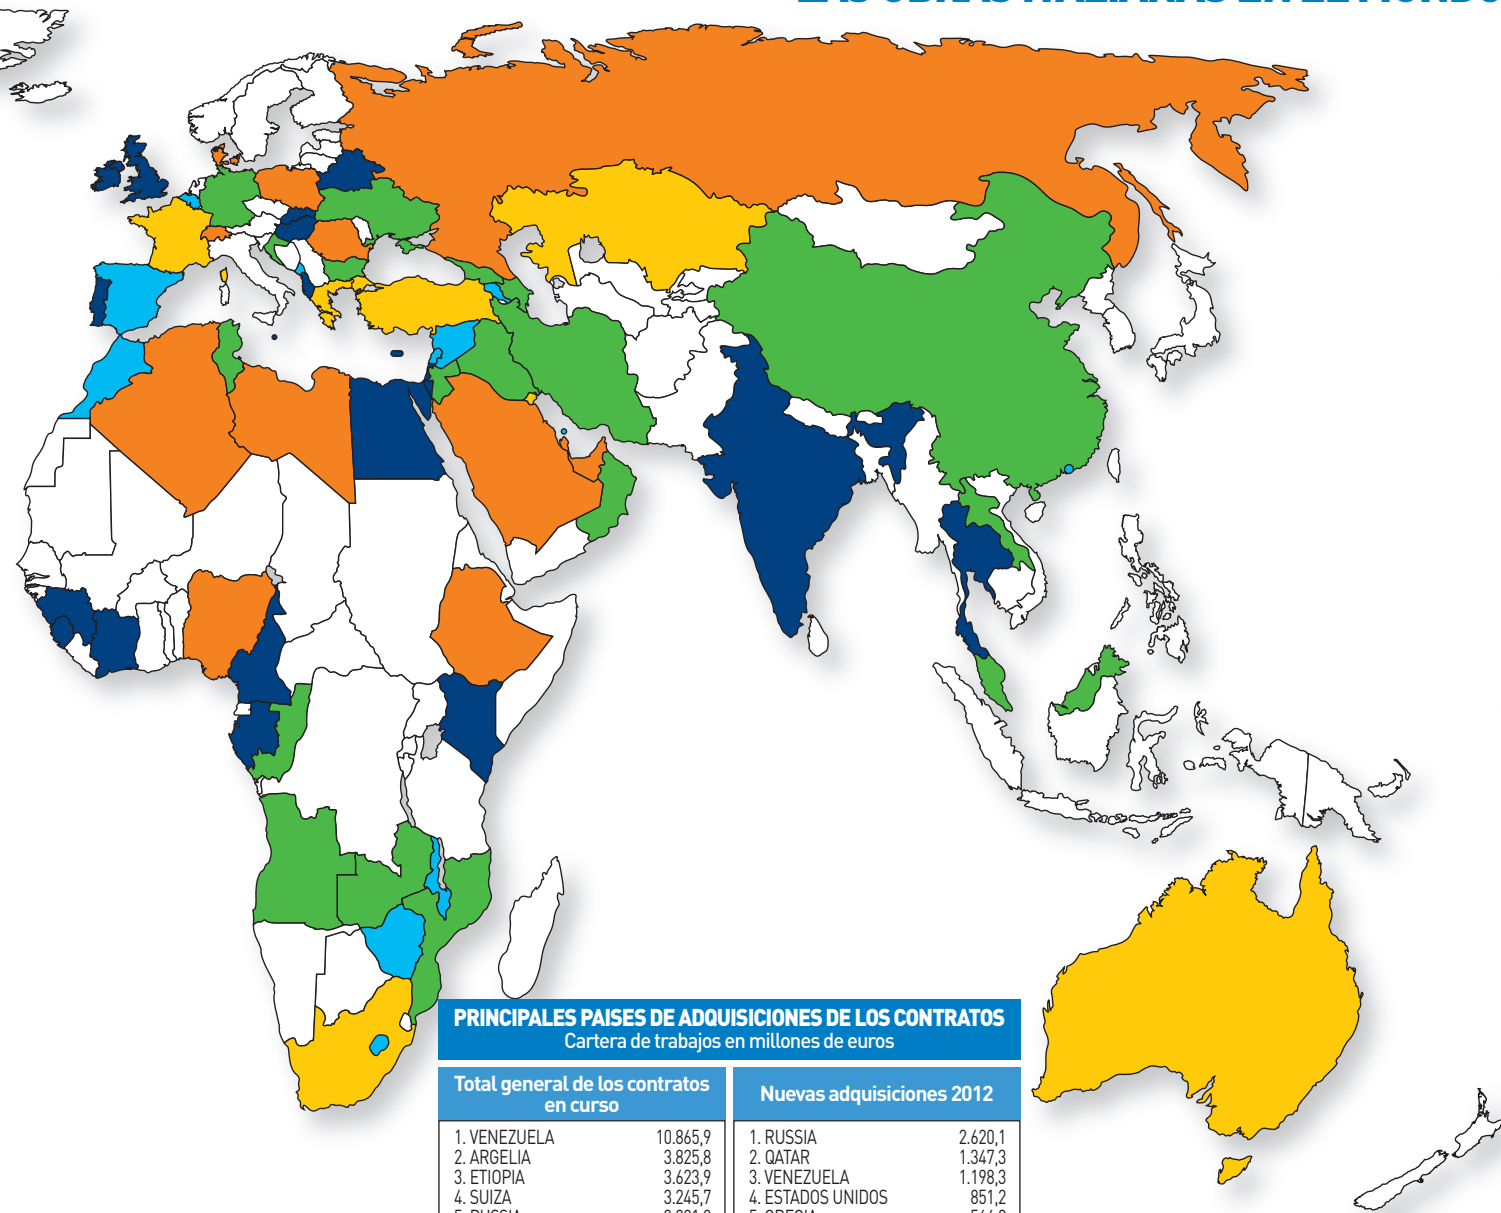 PRINCIPALES PAISES DE ADQUISICIONES DE LOS CONTRATOS
Cartera de trabajos en millones de euros
Total general de los contratos
en curso
1. VENEZUELA 10.865,9
2. ARGELIA 3.825,8
3. ETIOPIA 3.623,9
4. SUIZA 3.245,7
Nuevas adquisiciones 2012
1. RUSSIA 2.620,1
2. QATAR 1.347,3
3. VENEZUELA 1.198,3
4. ESTADOS UNIDOS 851,2